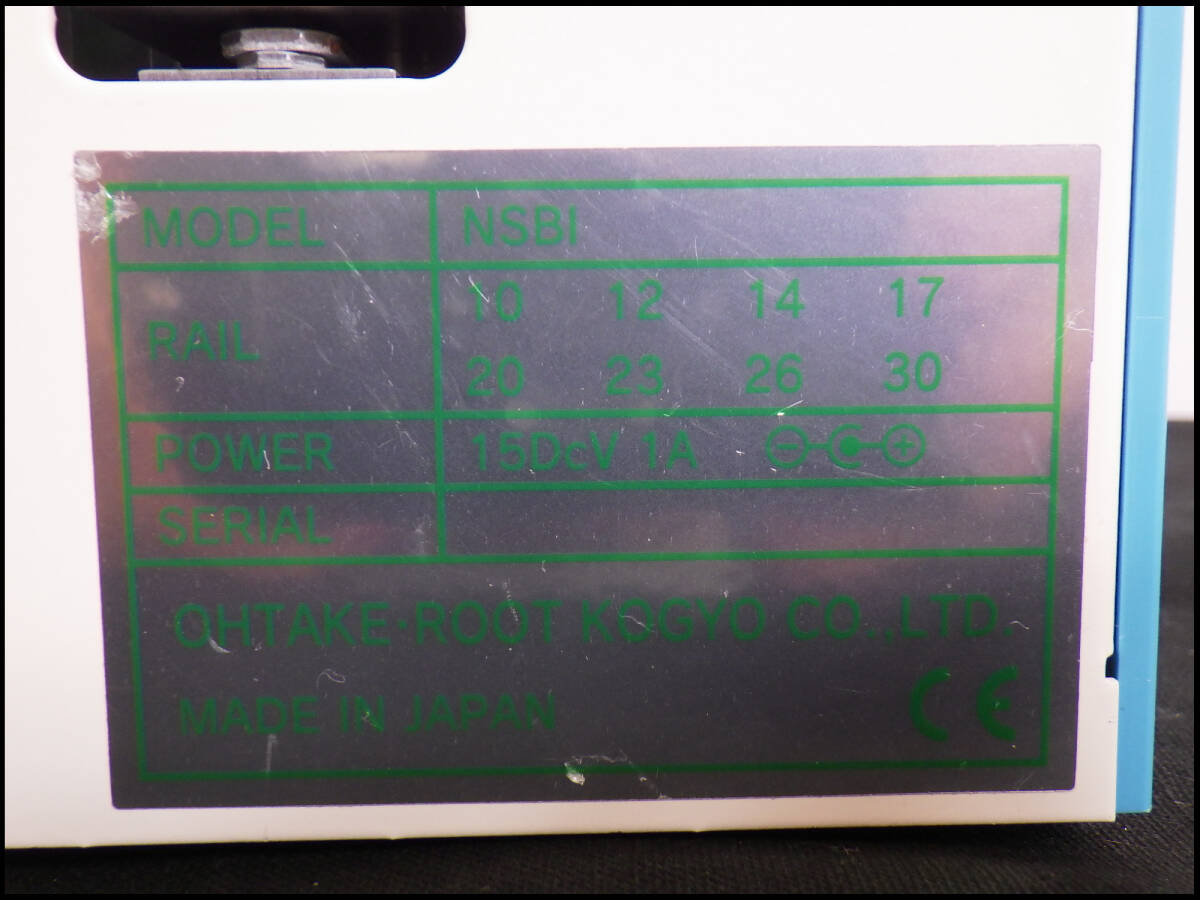 MODEL NSBI
RAIL
10 12 14 17
20 23 26 30
POWER 15DcV 1A
SERIAL
OHTAKE·ROOT KOGYO CO.,LTD.
MADE IN JAPAN CE